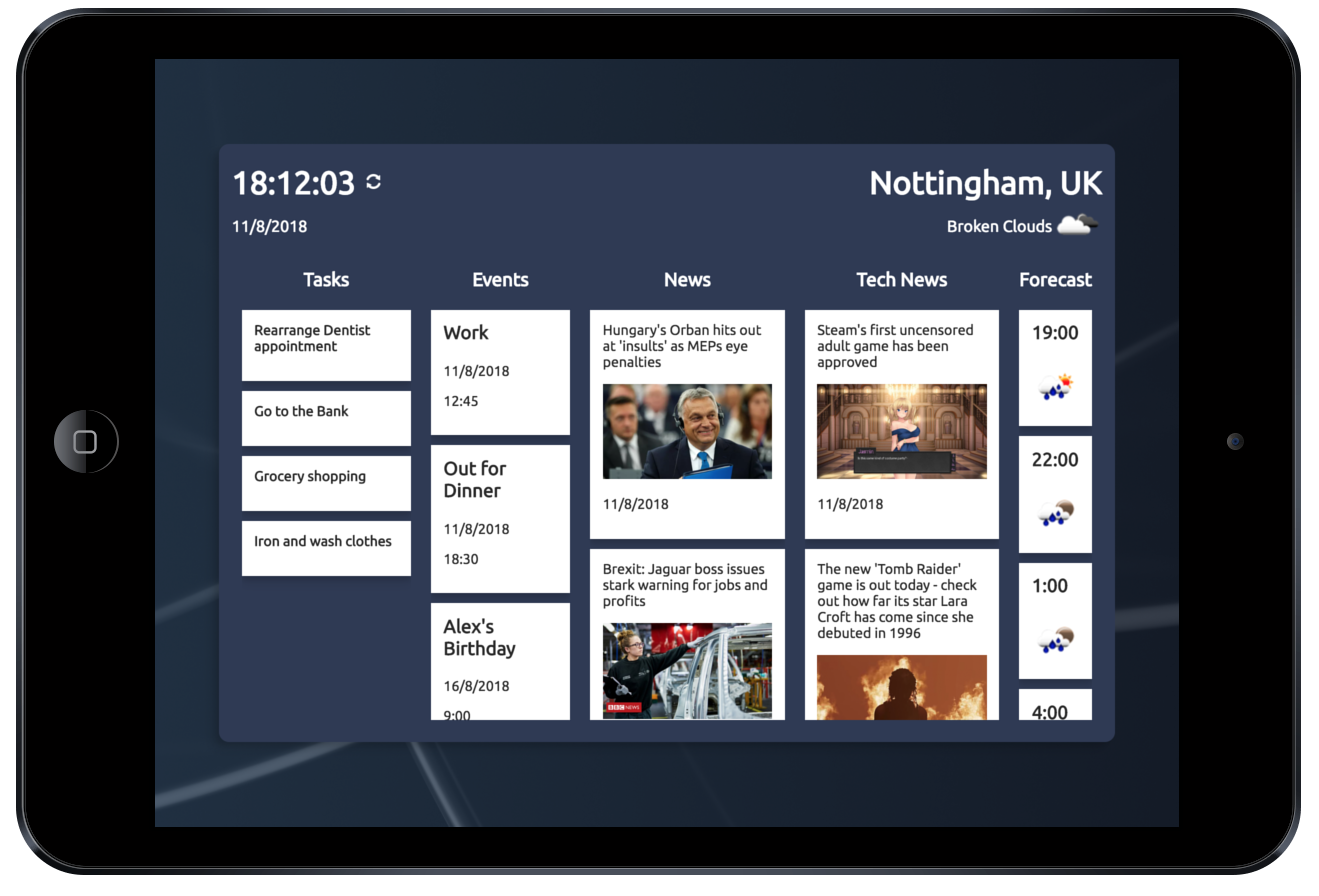 18:12:03
Nottingham, UK
11/8/2018
Broken Clouds
Tasks
Events
News
Tech News
Forecast
Rearrange Dentist
appointment
Go to the Bank
Grocery shopping
Iron and wash clothes
Work
11/8/2018
12:45
Out for
Dinner
11/8/2018
18:30
Alex's
Birthday
16/8/2018
9:00
Hungary's Orban hits out
at 'insults' as MEPs eye
penalties
11/8/2018
Brexit: Jaguar boss issues
stark warning for jobs and
profits
BBC NEWS
Steam's first uncensored
adult game has been
approved
11/8/2018
The new 'Tomb Raider'
game is out today - check
out how far its star Lara
Croft has come since she
debuted in 1996
19:00
22:00
1:00
4:00